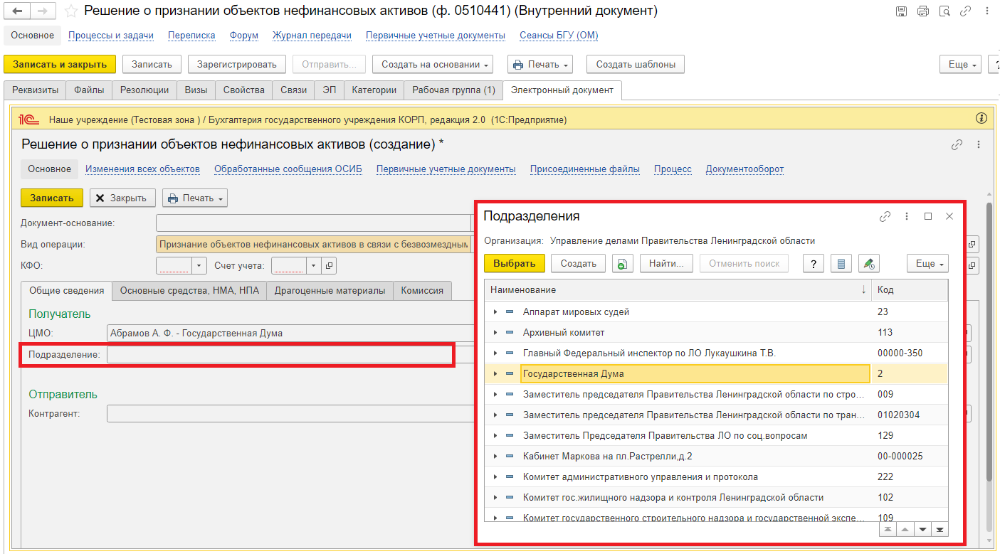 Решение о признании объектов нефинансовых активов (ф. 0510441) (Внутренний документ)
Основное Процессы и задачи Переписка Форум Журнал передачи Первичные учетные документы Сеансы БГУ (ОМ)
Записать и закрыть Записать Зарегистрировать Отправить... Создать на основании Печать Создать шаблоны Еще ?
Реквизиты Файлы Резолюции Визы Свойства Связи ЭП Категории Рабочая группа (1) Электронный документ
1С Наше учреждение (Тестовая зона ) / Бухгалтерия государственного учреждения КОРП, редакция 2.0 (1С:Предприятие)
Решение о признании объектов нефинансовых активов (создание) *
Основное Изменения всех объектов Обработанные сообщения ОСИБ Первичные учетные документы Присоединенные файлы Процесс Документооборот
Записать Закрыть Печать
Документ-основание:
Вид операции: Признание объектов нефинансовых активов в связи с безвозмездным
КФО: Счет учета:
Общие сведения Основные средства, НМА, НПА Драгоценные материалы Комиссия
Получатель
ЦМО: Абрамов А. Ф. - Государственная Дума
Подразделение:
Отправитель
Контрагент:
Подразделения
Организация: Управление делами Правительства Ленинградской области
Выбрать Создать Найти... Отменить поиск ? Еще
Наименование ↓ Код
Аппарат мировых судей 23
Архивный комитет 113
Главный Федеральный инспектор по ЛО Лукаушкина Т.В. 00000-350
Государственная Дума 2
Заместитель председателя Правительства Ленинградской области по стро... 009
Заместитель председателя Правительства Ленинградской области по тран... 01020304
Заместитель Председателя Правительства ЛО по соц.вопросам 129
Кабинет Маркова на пл.Растрелли,д.2 00-000025
Комитет административного управления и протокола 222
Комитет гос.жилищного надзора и контроля Ленинградской области 102
Комитет государственного строительного надзора и государственной экспе... 109